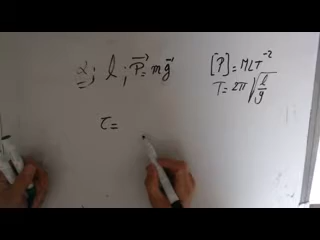 α; l; P⃗ = mg⃗
[P] = MLT⁻²
T = 2π√(l/g)
τ =